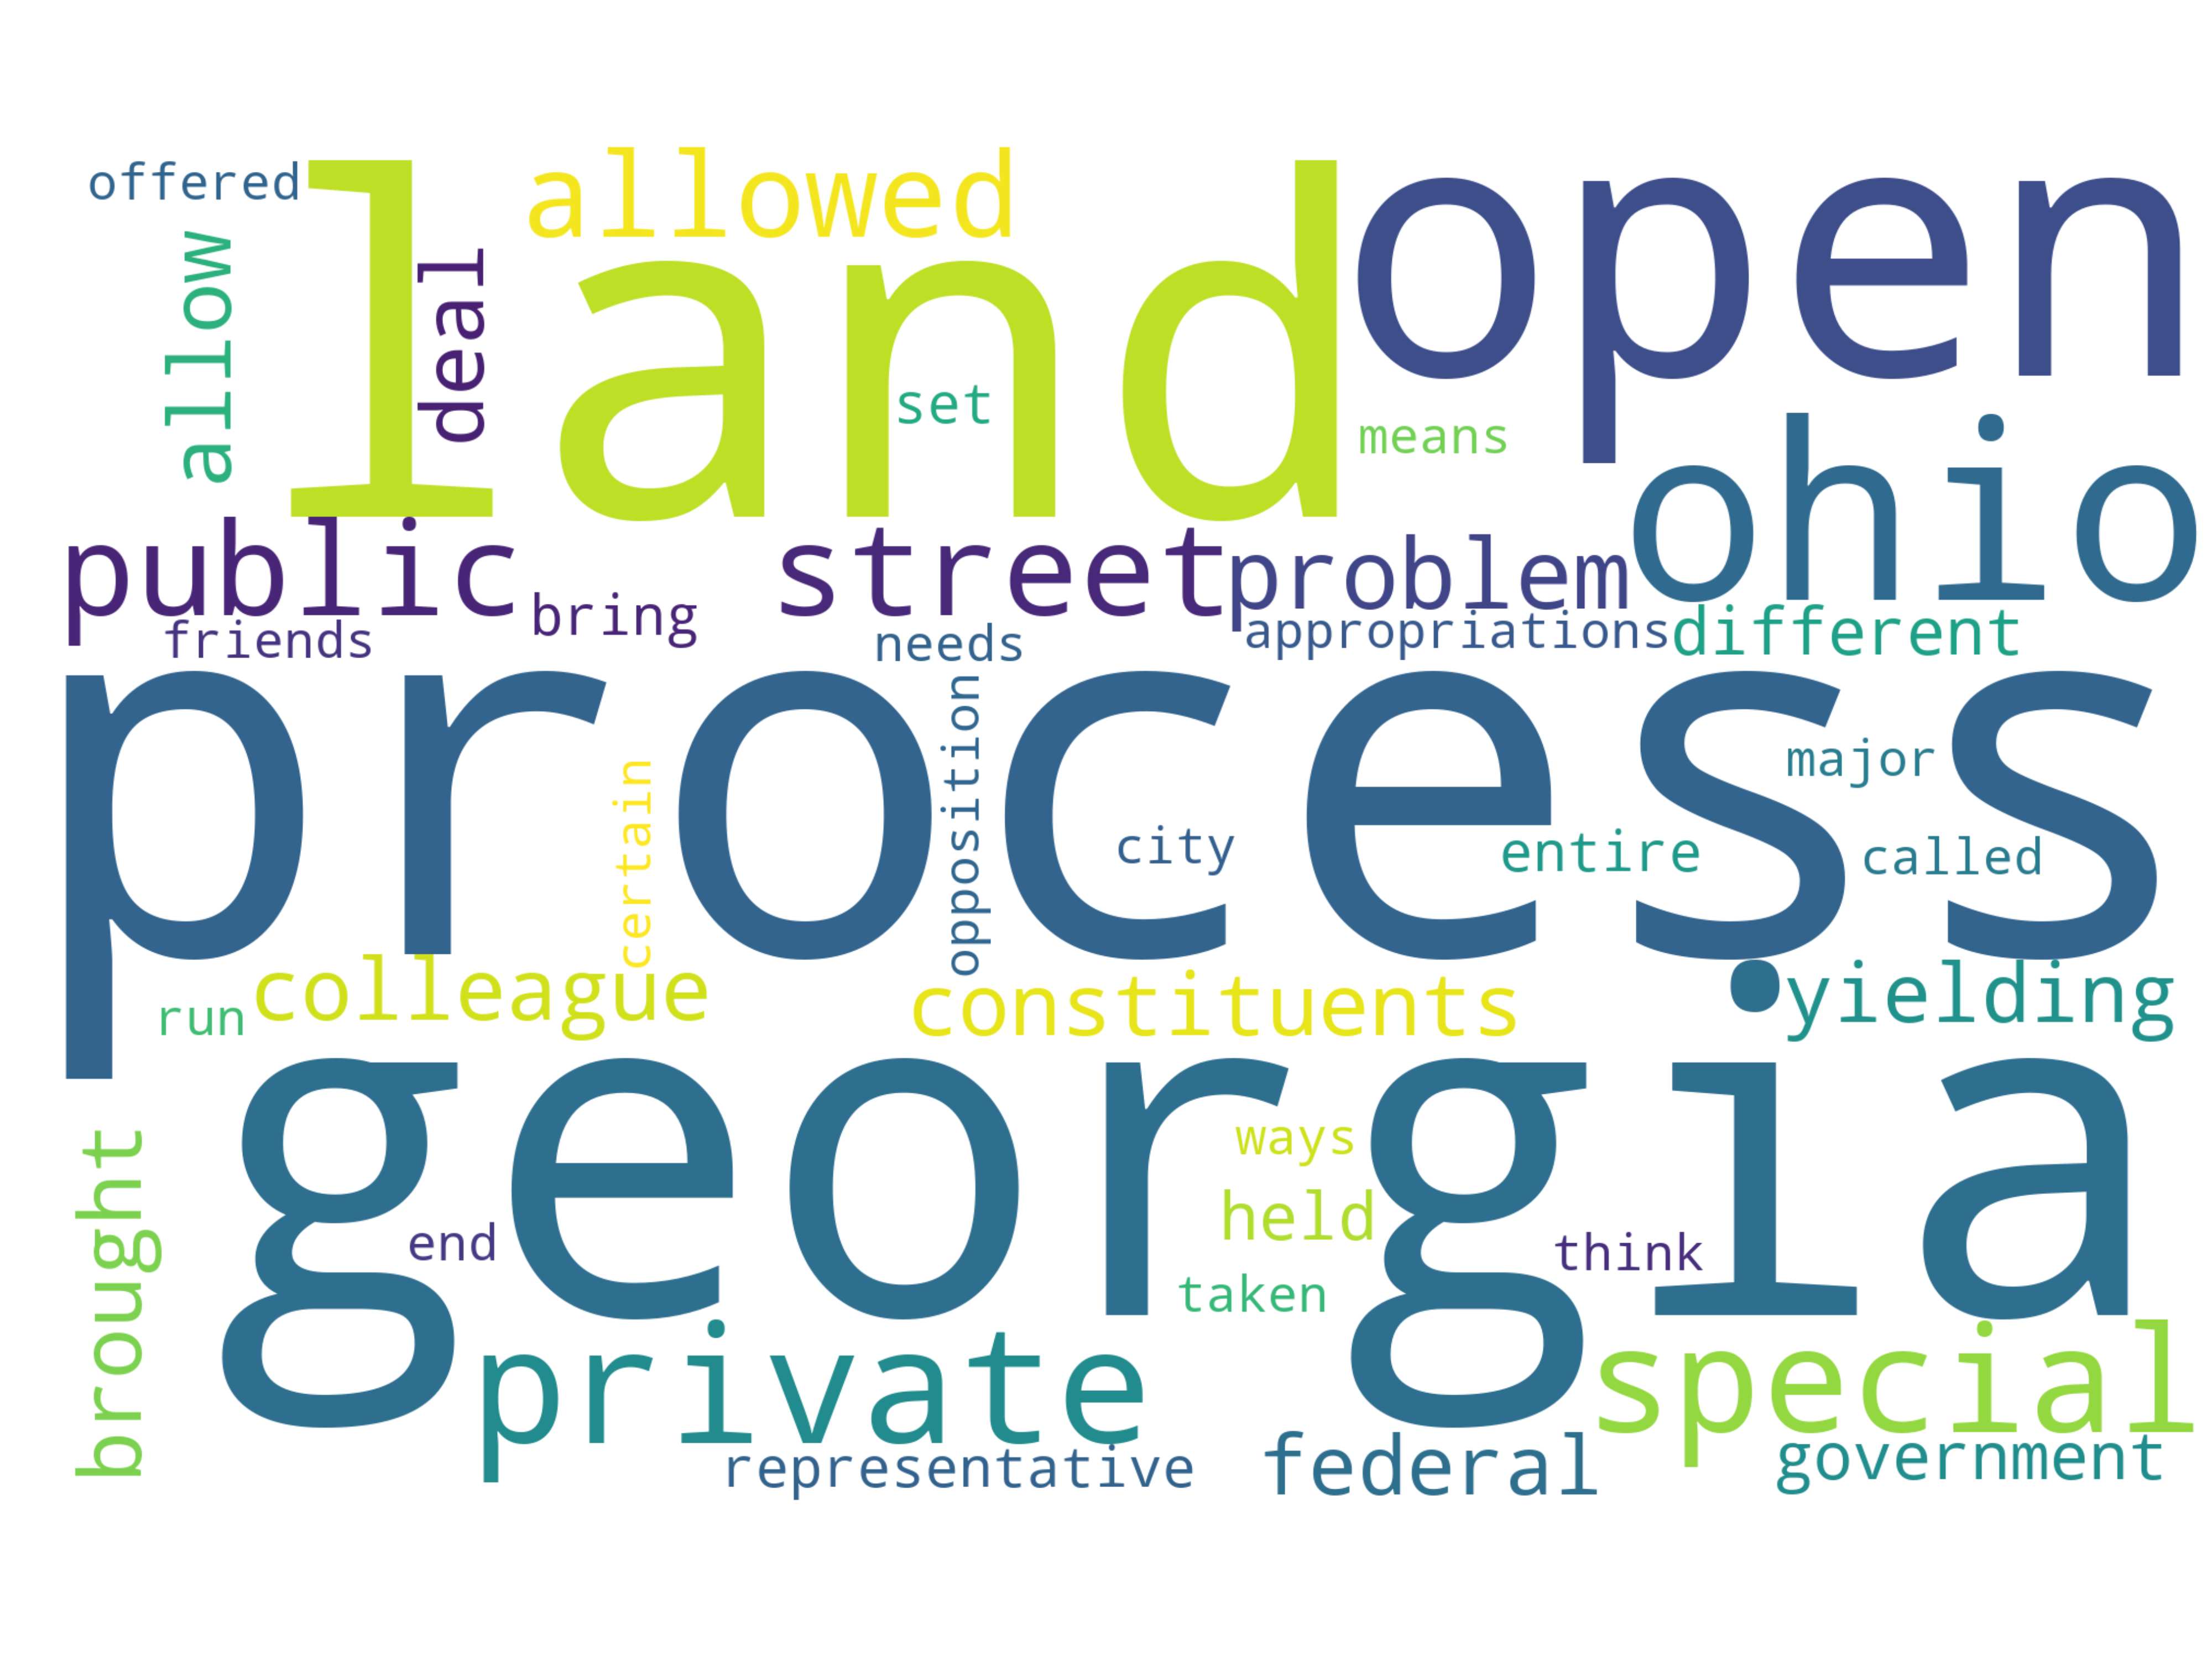 offered
allowed
land
open
allow
deal
set
means
ohio
public
street
problem
bring
friends
needs
appropriations
different
process
certain
opposition
city
entire
major
called
run
colleague
constituents
yielding
georgia
brought
end
ways
held
taken
think
private
special
representative
federal
government